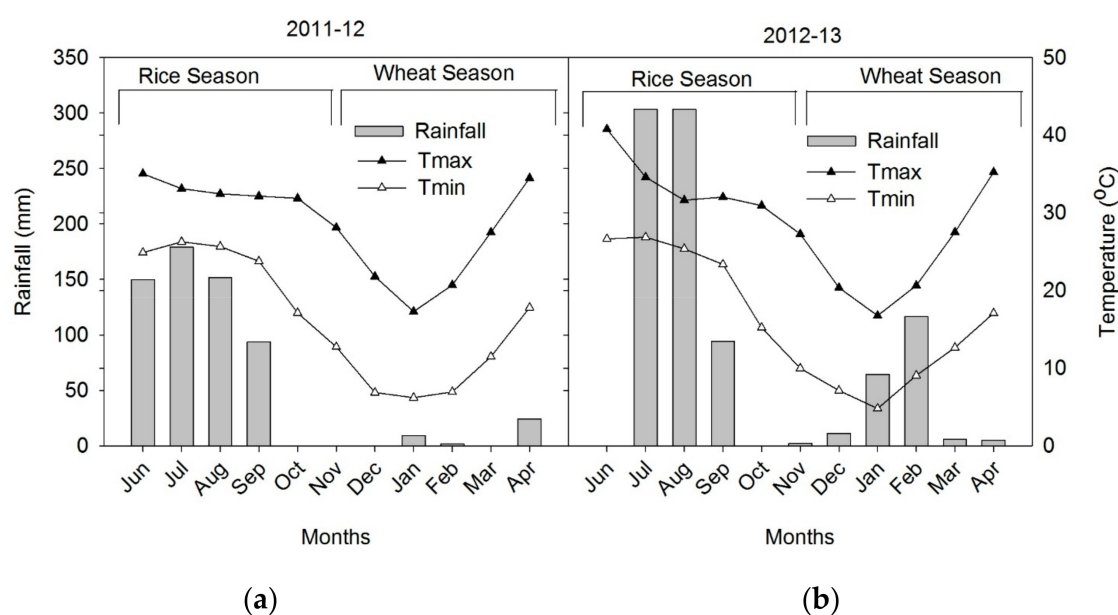 2011-12
2012-13
350
300
250
200
150
100
50
0
Rainfall (mm)
Rice Season
Wheat Season
Rainfall
Tmax
Tmin
Jun
Jul
Aug
Sep
Oct
Nov
Dec
Jan
Feb
Mar
Apr
Months
(a)
Rice Season
Wheat Season
Rainfall
Tmax
Tmin
50
40
30
20
10
0
Temperature (°C)
Jun
Jul
Aug
Sep
Oct
Nov
Dec
Jan
Feb
Mar
Apr
Months
(b)